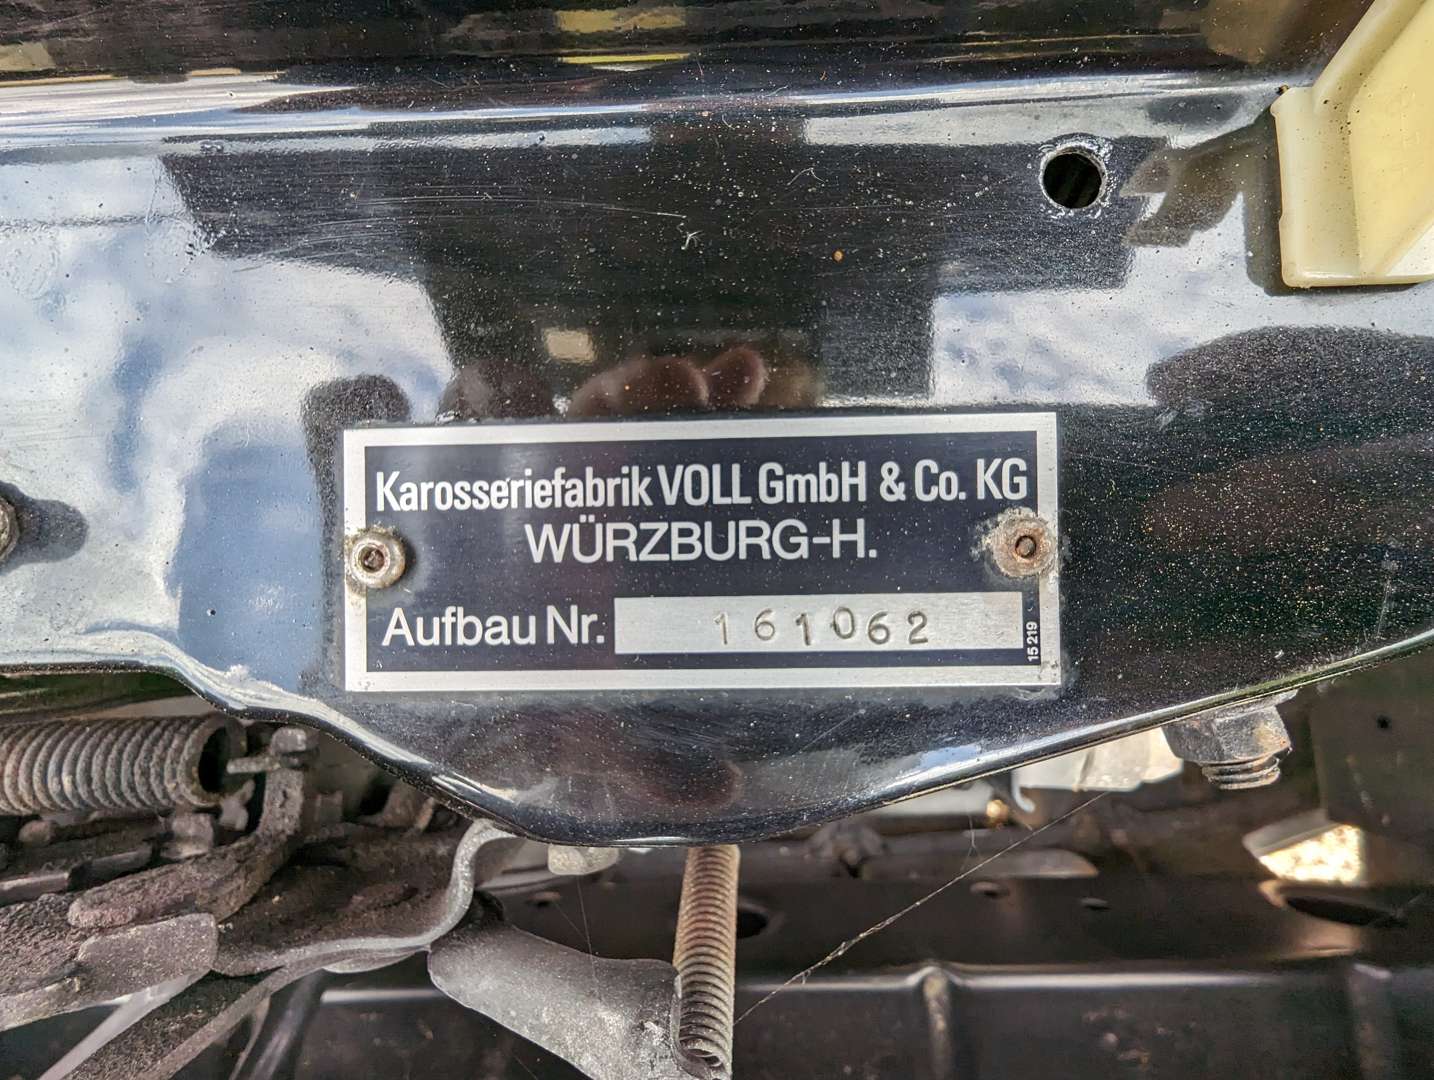 Karosseriefabrik VOLL GmbH & Co. KG
WÜRZBURG-H.
Aufbau Nr. 161062
15 219